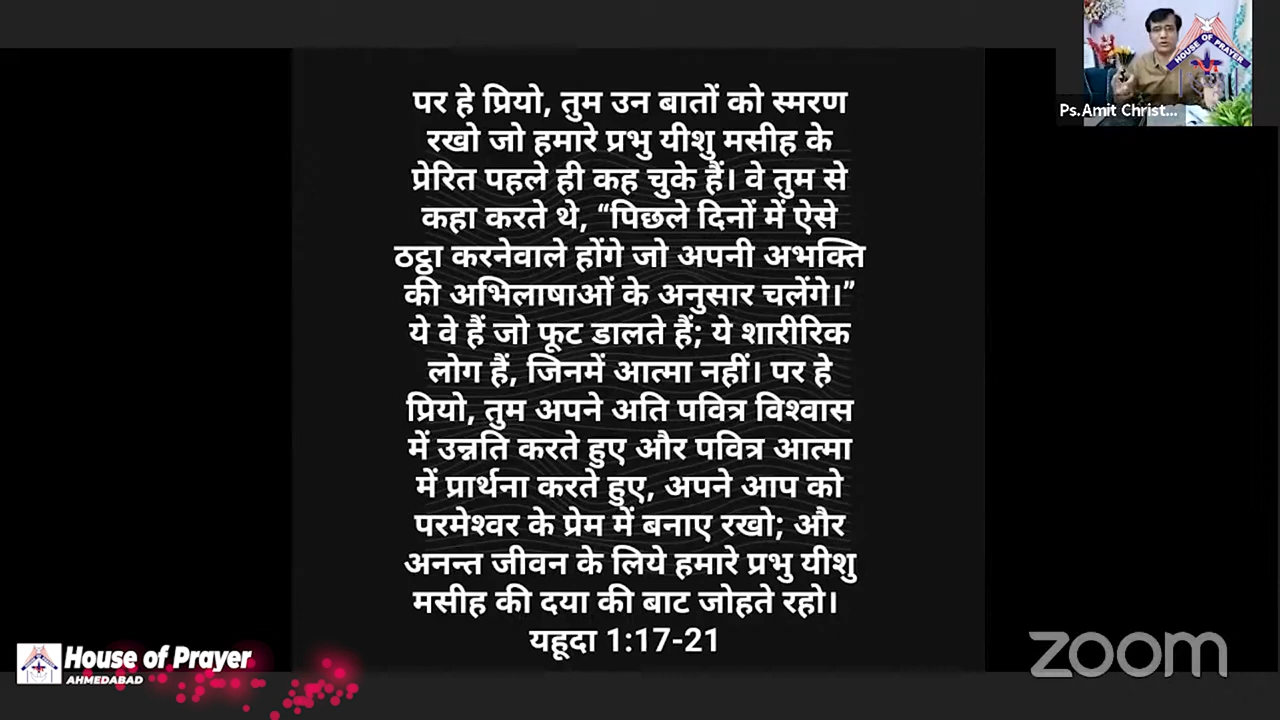 पर हे प्रियो, तुम उन बातों को स्मरण
रखो जो हमारे प्रभु यीशु मसीह के
प्रेरित पहले ही कह चुके हैं। वे तुम से
कहा करते थे, “पिछले दिनों में ऐसे
ठट्ठा करनेवाले होंगे जो अपनी अभक्ति
की अभिलाषाओं के अनुसार चलेंगे।”
ये वे हैं जो फूट डालते हैं; ये शारीरिक
लोग हैं, जिनमें आत्मा नहीं। पर हे
प्रियो, तुम अपने अति पवित्र विश्वास
में उन्नति करते हुए और पवित्र आत्मा
में प्रार्थना करते हुए, अपने आप को
परमेश्वर के प्रेम में बनाए रखो; और
अनन्त जीवन के लिये हमारे प्रभु यीशु
मसीह की दया की बाट जोहते रहो।
यहूदा 1:17-21
HOUSE OF PRAYER
Ps.Amit Christ...
House of Prayer
AHMEDABAD
zoom